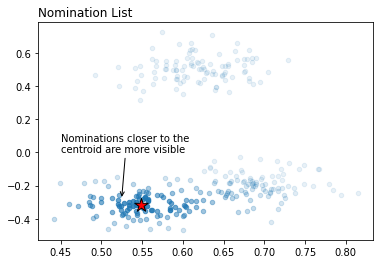 Nomination List
0.6
0.4
0.2
0.0
−0.2
−0.4
Nominations closer to the
centroid are more visible
0.45 0.50 0.55 0.60 0.65 0.70 0.75 0.80